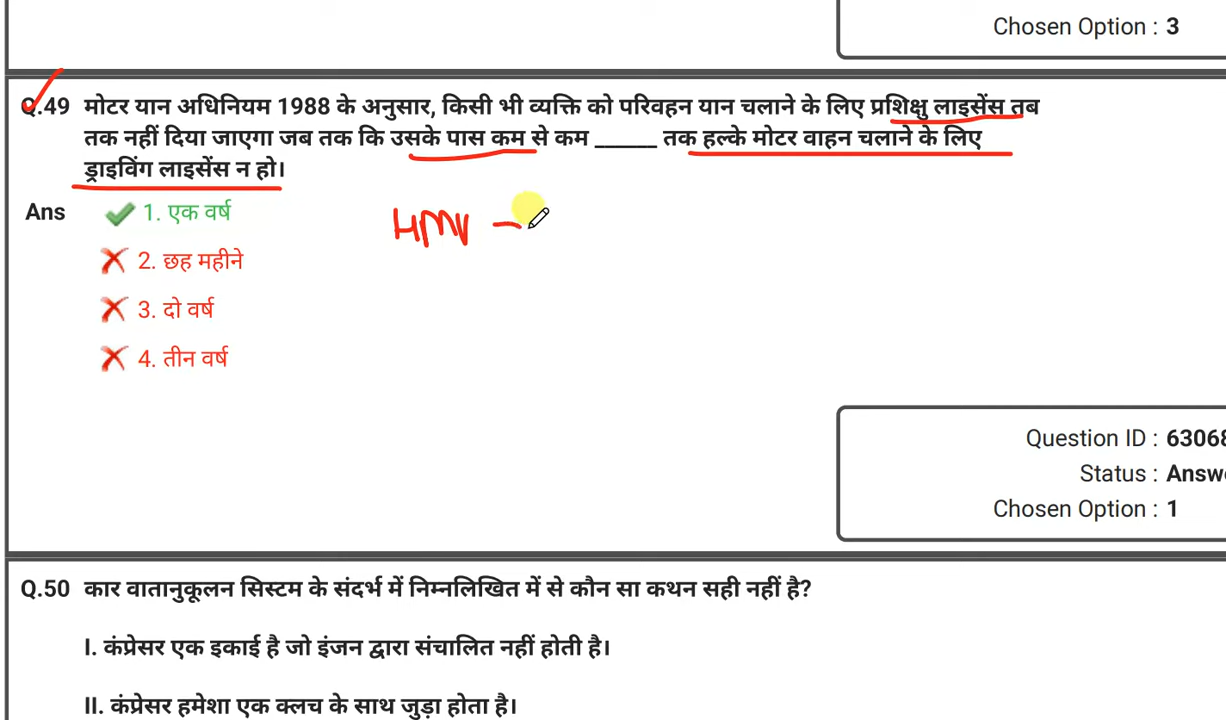 Chosen Option : 3
Q.49 मोटर यान अधिनियम 1988 के अनुसार, किसी भी व्यक्ति को परिवहन यान चलाने के लिए प्रशिक्षु लाइसेंस तब
तक नहीं दिया जाएगा जब तक कि उसके पास कम से कम ______ तक हल्के मोटर वाहन चलाने के लिए
ड्राइविंग लाइसेंस न हो।
Ans 1. एक वर्ष
HMV –
2. छह महीने
3. दो वर्ष
4. तीन वर्ष
Question ID : 6306
Status :
Chosen Option : 1
Q.50 कार वातानुकूलन सिस्टम के संदर्भ में निम्नलिखित में से कौन सा कथन सही नहीं है?
I. कंप्रेसर एक इकाई है जो इंजन द्वारा संचालित नहीं होती है।
II. कंप्रेसर हमेशा एक क्लच के साथ जुड़ा होता है।